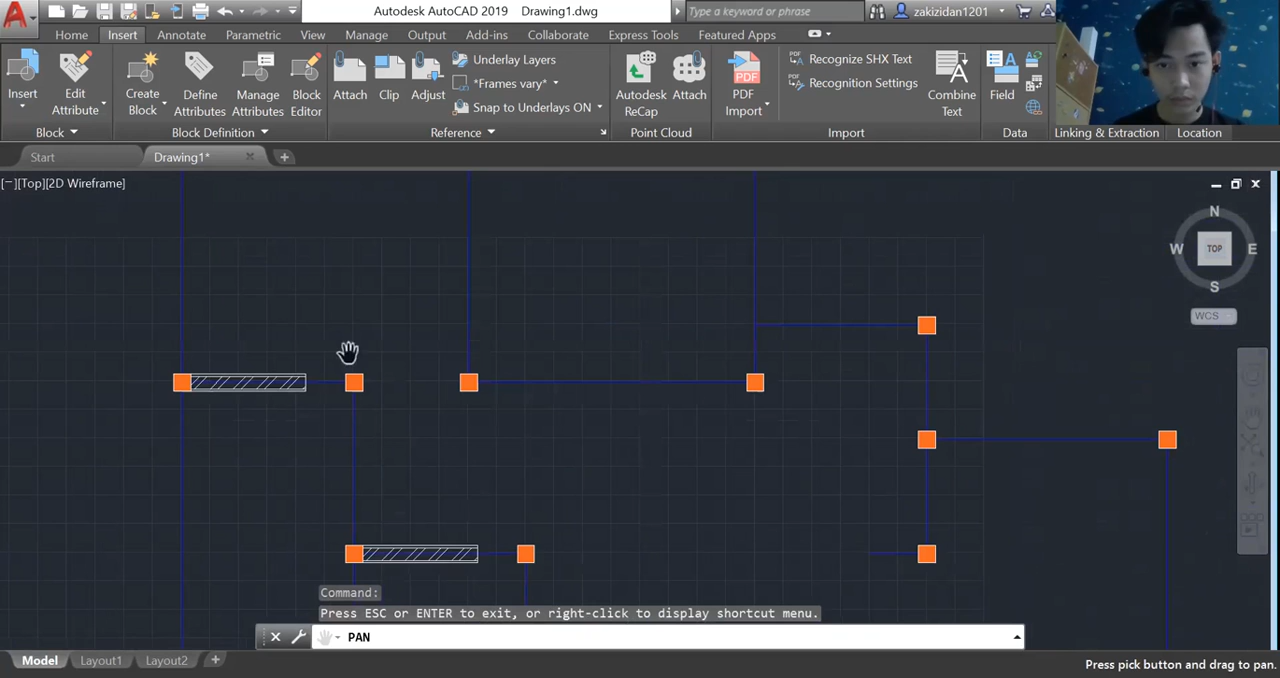 Autodesk AutoCAD 2019 Drawing1.dwg
Type a keyword or phrase
zakizidan1201
Home Insert Annotate Parametric View Manage Output Add-ins Collaborate Express Tools Featured Apps
Insert
Edit Attribute
Create Block
Define Attributes
Manage Attributes
Block Editor
Attach
Clip
Adjust
Underlay Layers
*Frames vary*
Snap to Underlays ON
Autodesk ReCap
Attach
PDF Import
Recognize SHX Text
Recognition Settings
Combine Text
Field
Block
Block Definition
Reference
Point Cloud
Import
Data
Linking & Extraction
Location
Start
Drawing1*
[−][Top][2D Wireframe]
N
W
TOP
E
S
WCS
Command:
Press ESC or ENTER to exit, or right-click to display shortcut menu.
PAN
Model
Layout1
Layout2
Press pick button and drag to pan.